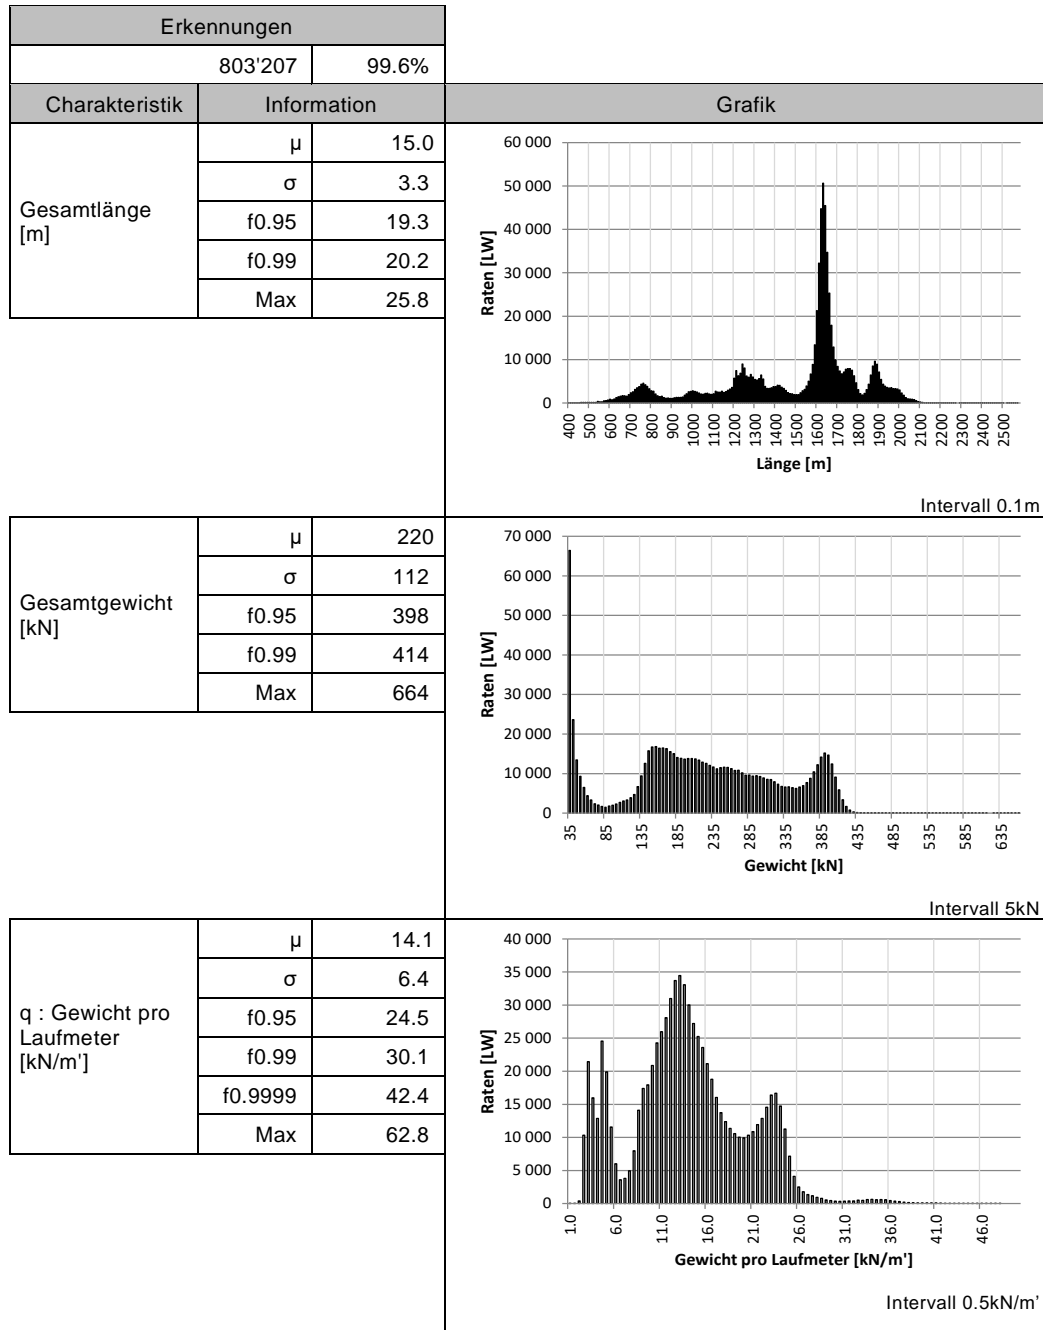 Erkennungen
803'207 99.6%
Charakteristik Information Grafik
Gesamtlänge
[m]
µ 15.0
σ 3.3
f0.95 19.3
f0.99 20.2
Max 25.8
60 000
50 000
40 000
30 000
20 000
10 000
0
Raten [LW]
400 500 600 700 800 900 1000 1100 1200 1300 1400 1500 1600 1700 1800 1900 2000 2100 2200 2300 2400 2500
Länge [m]
Intervall 0.1m
Gesamtgewicht
[kN]
µ 220
σ 112
f0.95 398
f0.99 414
Max 664
70 000
60 000
50 000
40 000
30 000
20 000
10 000
0
Raten [LW]
35 85 135 185 235 285 335 385 435 485 535 585 635
Gewicht [kN]
Intervall 5kN
q : Gewicht pro
Laufmeter
[kN/m']
µ 14.1
σ 6.4
f0.95 24.5
f0.99 30.1
f0.9999 42.4
Max 62.8
40 000
35 000
30 000
25 000
20 000
15 000
10 000
5 000
0
Raten [LW]
1.0 6.0 11.0 16.0 21.0 26.0 31.0 36.0 41.0 46.0
Gewicht pro Laufmeter [kN/m']
Intervall 0.5kN/m’